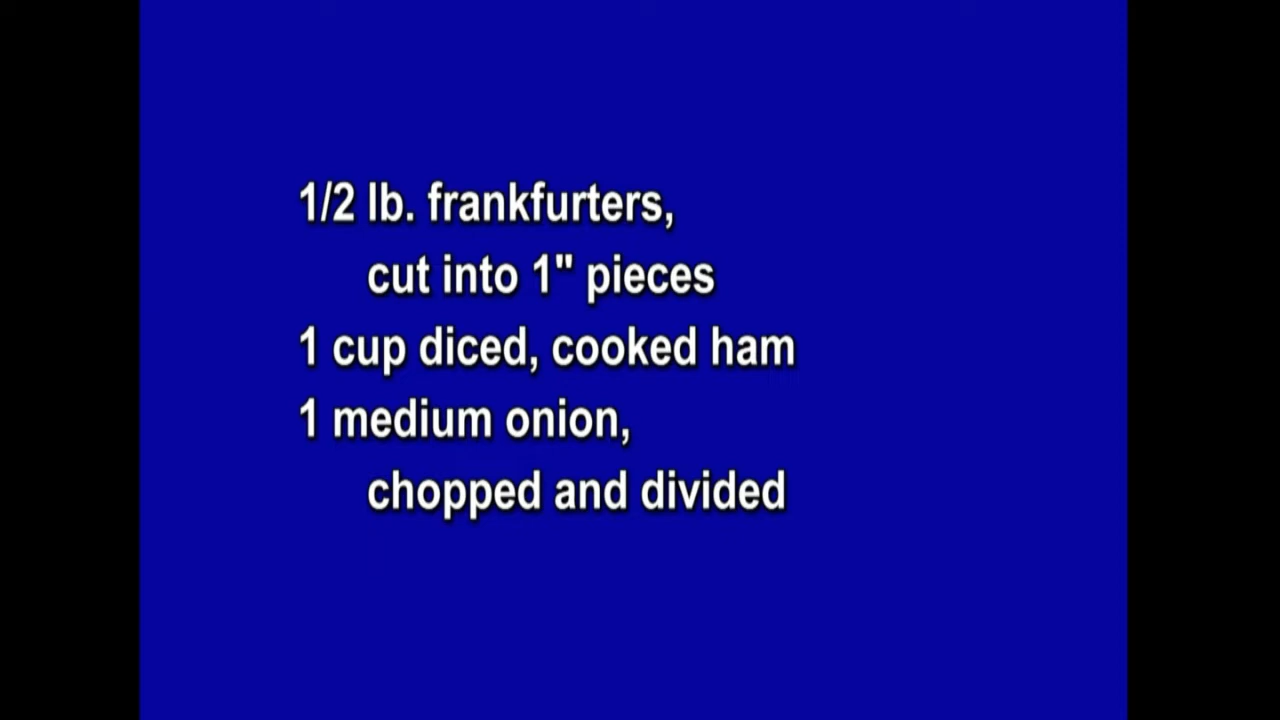 1/2 lb. frankfurters,
cut into 1" pieces
1 cup diced, cooked ham
1 medium onion,
chopped and divided